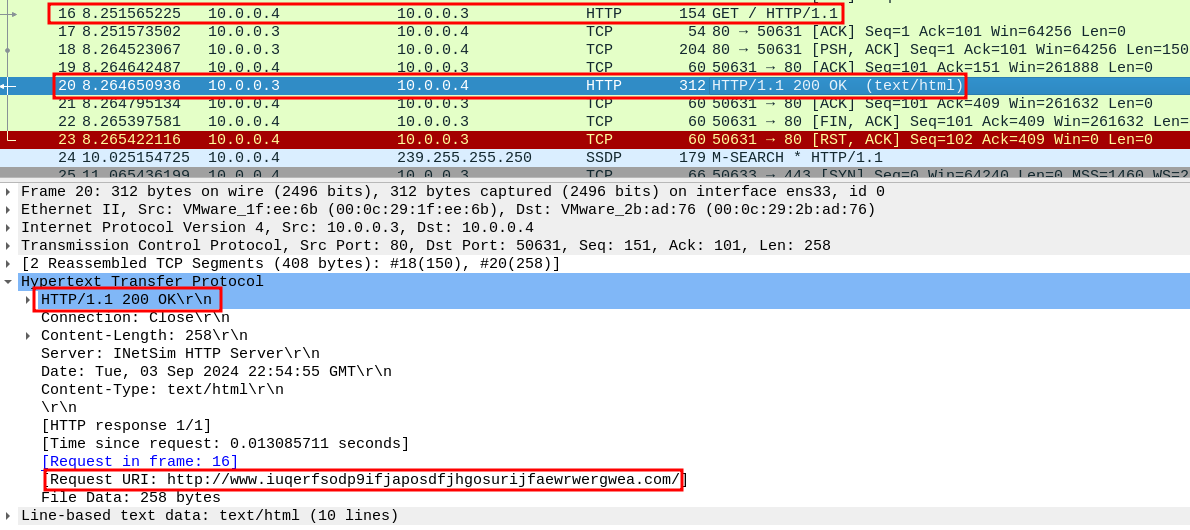 16 8.251565225 10.0.0.4 10.0.0.3 HTTP 154 GET / HTTP/1.1
17 8.251573502 10.0.0.3 10.0.0.4 TCP 54 80 → 50631 [ACK] Seq=1 Ack=101 Win=64256 Len=0
18 8.264523067 10.0.0.3 10.0.0.4 TCP 204 80 → 50631 [PSH, ACK] Seq=1 Ack=101 Win=64256 Len=150
19 8.264642487 10.0.0.4 10.0.0.3 TCP 60 50631 → 80 [ACK] Seq=101 Ack=151 Win=261888 Len=0
20 8.264650936 10.0.0.3 10.0.0.4 HTTP 312 HTTP/1.1 200 OK (text/html)
21 8.264795134 10.0.0.4 10.0.0.3 TCP 60 50631 → 80 [ACK] Seq=101 Ack=409 Win=261632 Len=0
22 8.265397581 10.0.0.4 10.0.0.3 TCP 60 50631 → 80 [FIN, ACK] Seq=101 Ack=409 Win=261632 Len=
23 8.265422116 10.0.0.4 10.0.0.3 TCP 60 50631 → 80 [RST, ACK] Seq=102 Ack=409 Win=0 Len=0
24 10.025154725 10.0.0.4 239.255.255.250 SSDP 179 M-SEARCH * HTTP/1.1
25 11.065436199 10.0.0.4 10.0.0.3 TCP 66 50633 → 443 [SYN] Seq=0 Win=64240 Len=0 MSS=1460 WS=2
Frame 20: 312 bytes on wire (2496 bits), 312 bytes captured (2496 bits) on interface ens33, id 0
Ethernet II, Src: VMware_1f:ee:6b (00:0c:29:1f:ee:6b), Dst: VMware_2b:ad:76 (00:0c:29:2b:ad:76)
Internet Protocol Version 4, Src: 10.0.0.3, Dst: 10.0.0.4
Transmission Control Protocol, Src Port: 80, Dst Port: 50631, Seq: 151, Ack: 101, Len: 258
[2 Reassembled TCP Segments (408 bytes): #18(150), #20(258)]
Hypertext Transfer Protocol
HTTP/1.1 200 OK\r\n
Connection: Close\r\n
Content-Length: 258\r\n
Server: INetSim HTTP Server\r\n
Date: Tue, 03 Sep 2024 22:54:55 GMT\r\n
Content-Type: text/html\r\n
\r\n
[HTTP response 1/1]
[Time since request: 0.013085711 seconds]
[Request in frame: 16]
[Request URI: http://www.iuqerfsodp9ifjaposdfjhgosurijfaewrwergwea.com/]
File Data: 258 bytes
Line-based text data: text/html (10 lines)